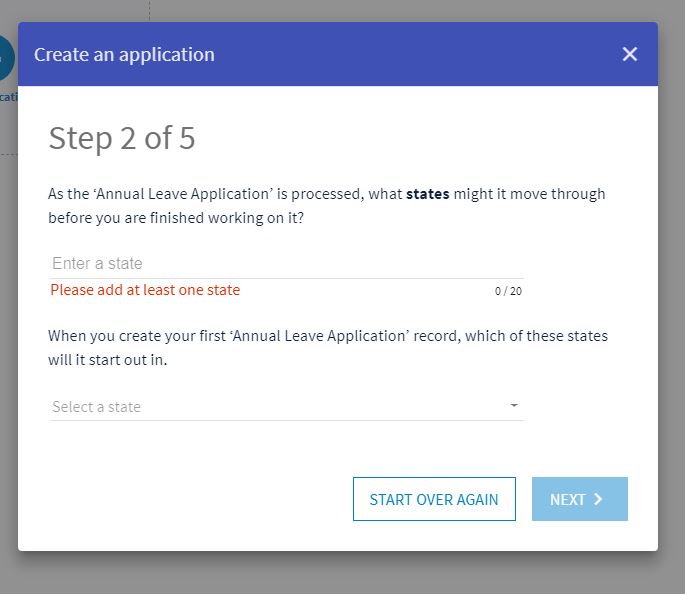 Create an application
cati
Step 2 of 5
As the ‘Annual Leave Application’ is processed, what states might it move through
before you are finished working on it?
Enter a state
Please add at least one state
0 / 20
When you create your first ‘Annual Leave Application’ record, which of these states
will it start out in.
Select a state
START OVER AGAIN
NEXT